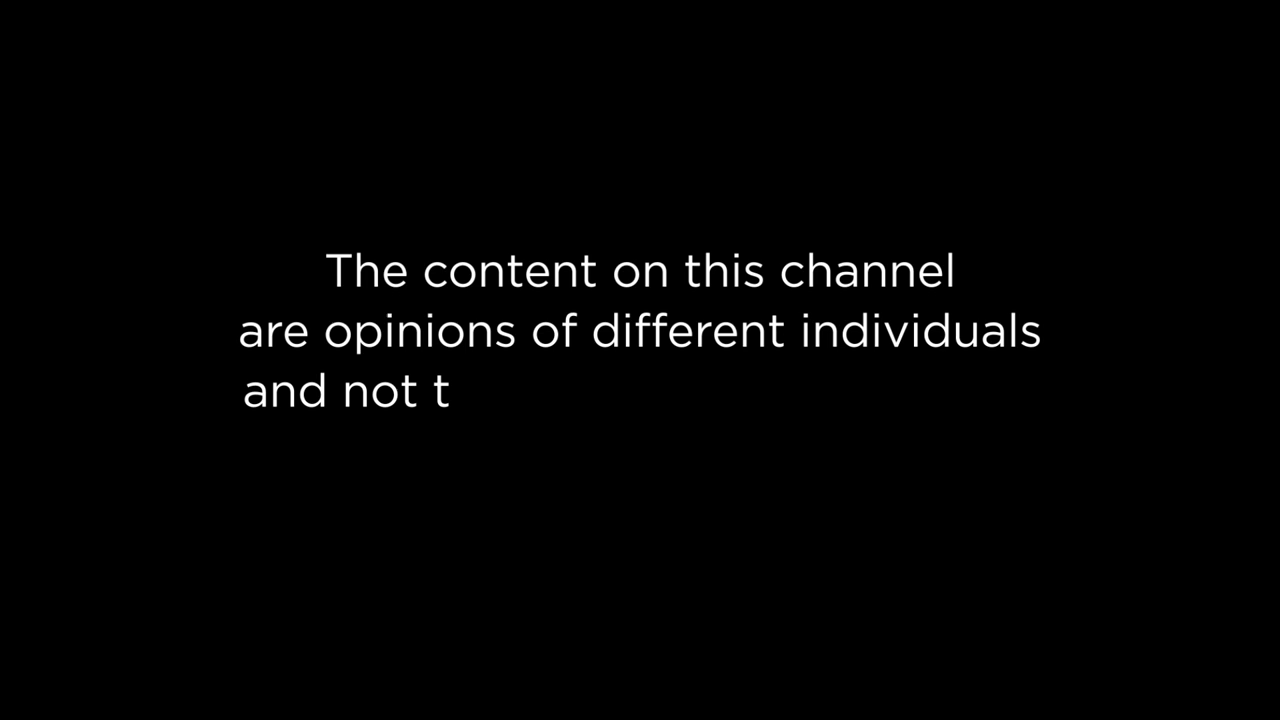 The content on this channel
are opinions of different individuals
and not t